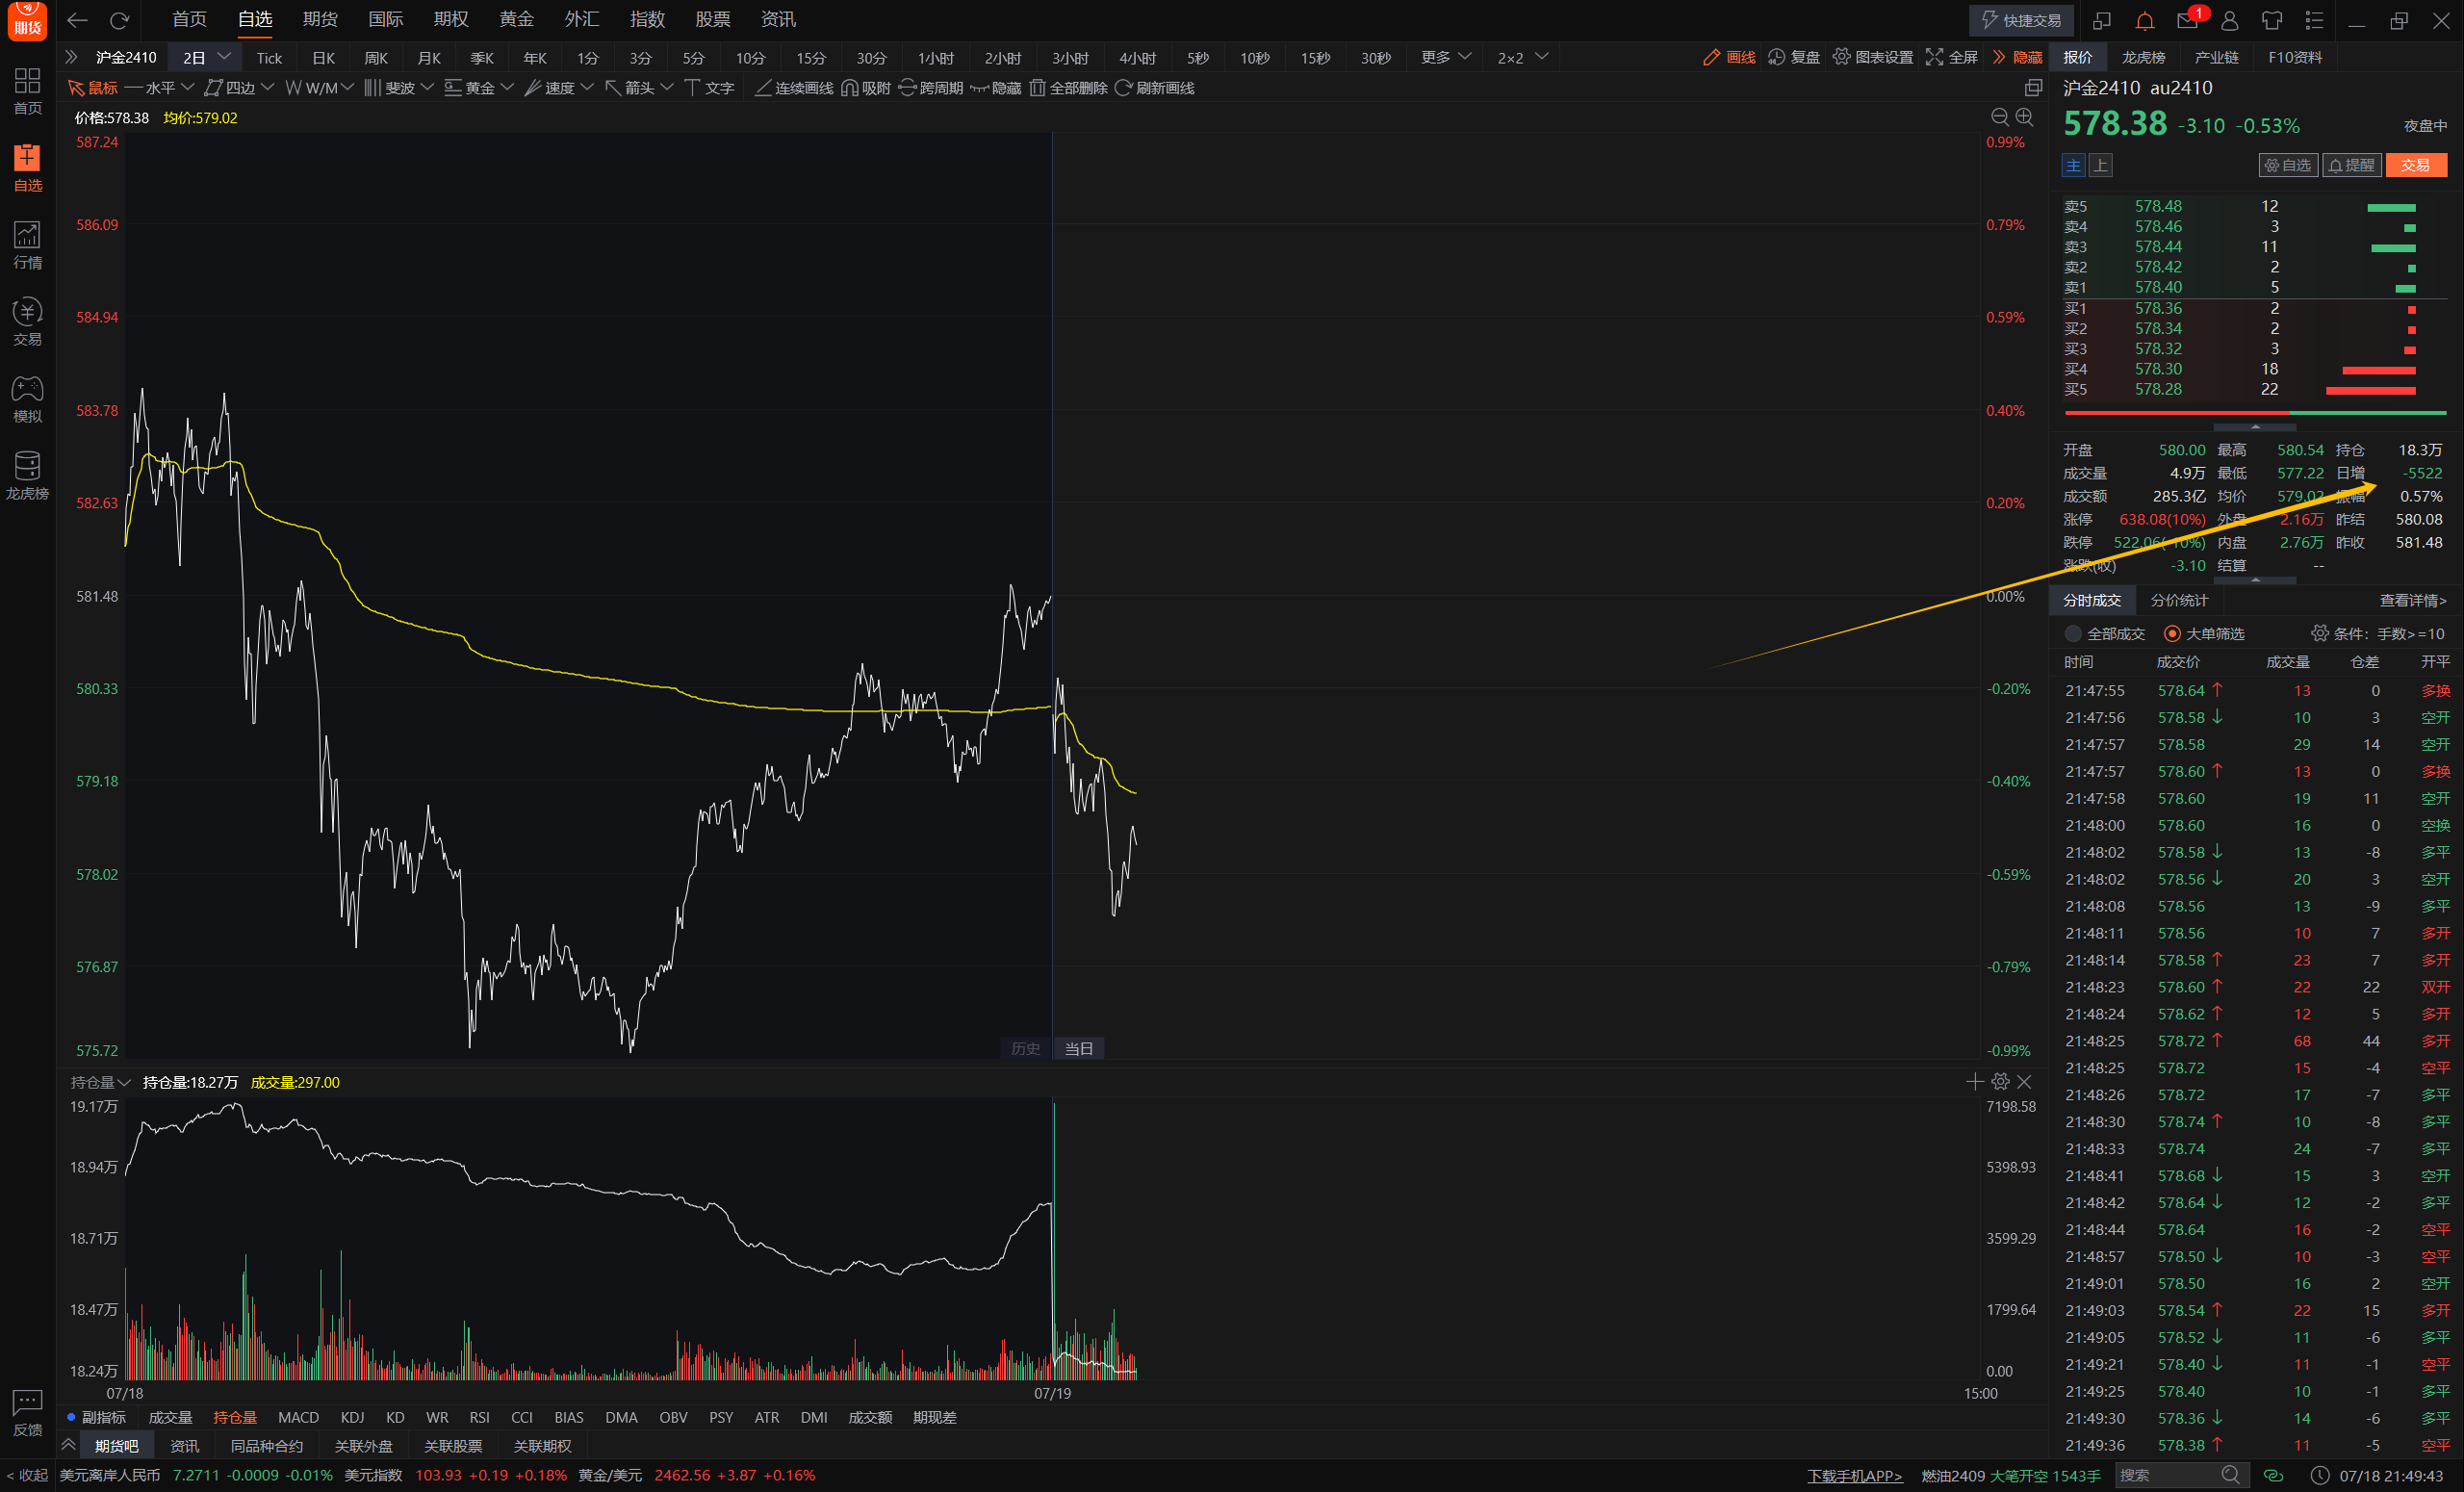 期货 首页 自选 期货 国际 期权 黄金 外汇 指数 股票 资讯 快捷交易 1
沪金2410 2日 Tick 日K 周K 月K 季K 年K 1分 3分 5分 10分 15分 30分 1小时 2小时 3小时 4小时 5秒 10秒 15秒 30秒 更多 2×2 画线 复盘 图表设置 全屏 隐藏 报价 龙虎榜 产业链 F10资料
鼠标 水平 四边 W/M 斐波 黄金 速度 箭头 文字 连续画线 吸附 跨周期 隐藏 全部删除 刷新画线
首页
自选
行情
交易
模拟
龙虎榜
反馈
价格:578.38 均价:579.02
587.24 0.99%
586.09 0.79%
584.94 0.59%
583.78 0.40%
582.63 0.20%
581.48 0.00%
580.33 -0.20%
579.18 -0.40%
578.02 -0.59%
576.87 -0.79%
575.72 -0.99%
历史 当日
持仓量 持仓量:18.27万 成交量:297.00
19.17万 7198.58
18.94万 5398.93
18.71万 3599.29
18.47万 1799.64
18.24万 0.00
07/18 07/19 15:00
副指标 成交量 持仓量 MACD KDJ KD WR RSI CCI BIAS DMA OBV PSY ATR DMI 成交额 期现差
期货吧 资讯 同品种合约 关联外盘 关联股票 关联期权
沪金2410 au2410
578.38 -3.10 -0.53% 夜盘中
主 上 自选 提醒 交易
卖5 578.48 12
卖4 578.46 3
卖3 578.44 11
卖2 578.42 2
卖1 578.40 5
买1 578.36 2
买2 578.34 2
买3 578.32 3
买4 578.30 18
买5 578.28 22
开盘 580.00 最高 580.54 持仓 18.3万
成交量 4.9万 最低 577.22 日增 -5522
成交额 285.3亿 均价 579.02 振幅 0.57%
涨停 638.08(10%) 外盘 2.16万 昨结 580.08
跌停 522.06(-10%) 内盘 2.76万 昨收 581.48
涨跌(收) -3.10 结算 --
分时成交 分价统计 查看详情>
全部成交 大单筛选 条件：手数>=10
时间 成交价 成交量 仓差 开平
21:47:55 578.64 ↑ 13 0 多换
21:47:56 578.58 ↓ 10 3 空开
21:47:57 578.58 29 14 空开
21:47:57 578.60 ↑ 13 0 多换
21:47:58 578.60 19 11 空开
21:48:00 578.60 16 0 空换
21:48:02 578.58 ↓ 13 -8 多平
21:48:02 578.56 ↓ 20 3 空开
21:48:08 578.56 13 -9 多平
21:48:11 578.56 10 7 多开
21:48:14 578.58 ↑ 23 7 多开
21:48:23 578.60 ↑ 22 22 双开
21:48:24 578.62 ↑ 12 5 多开
21:48:25 578.72 ↑ 68 44 多开
21:48:25 578.72 15 -4 空平
21:48:26 578.72 17 -7 多平
21:48:30 578.74 ↑ 10 -8 多平
21:48:33 578.74 24 -7 多平
21:48:41 578.68 ↓ 15 3 空开
21:48:42 578.64 ↓ 12 -2 多平
21:48:44 578.64 16 -2 空平
21:48:57 578.50 ↓ 10 -3 空平
21:49:01 578.50 16 2 空开
21:49:03 578.54 ↑ 22 15 多开
21:49:05 578.52 ↓ 11 -6 多平
21:49:21 578.40 ↓ 11 -1 空平
21:49:25 578.40 10 -1 多平
21:49:30 578.36 ↓ 14 -6 多平
21:49:36 578.38 ↑ 11 -5 空平
< 收起 美元离岸人民币 7.2711 -0.0009 -0.01% 美元指数 103.93 +0.19 +0.18% 黄金/美元 2462.56 +3.87 +0.16% 下载手机APP> 燃油2409 大笔开空 1543手 搜索 07/18 21:49:43